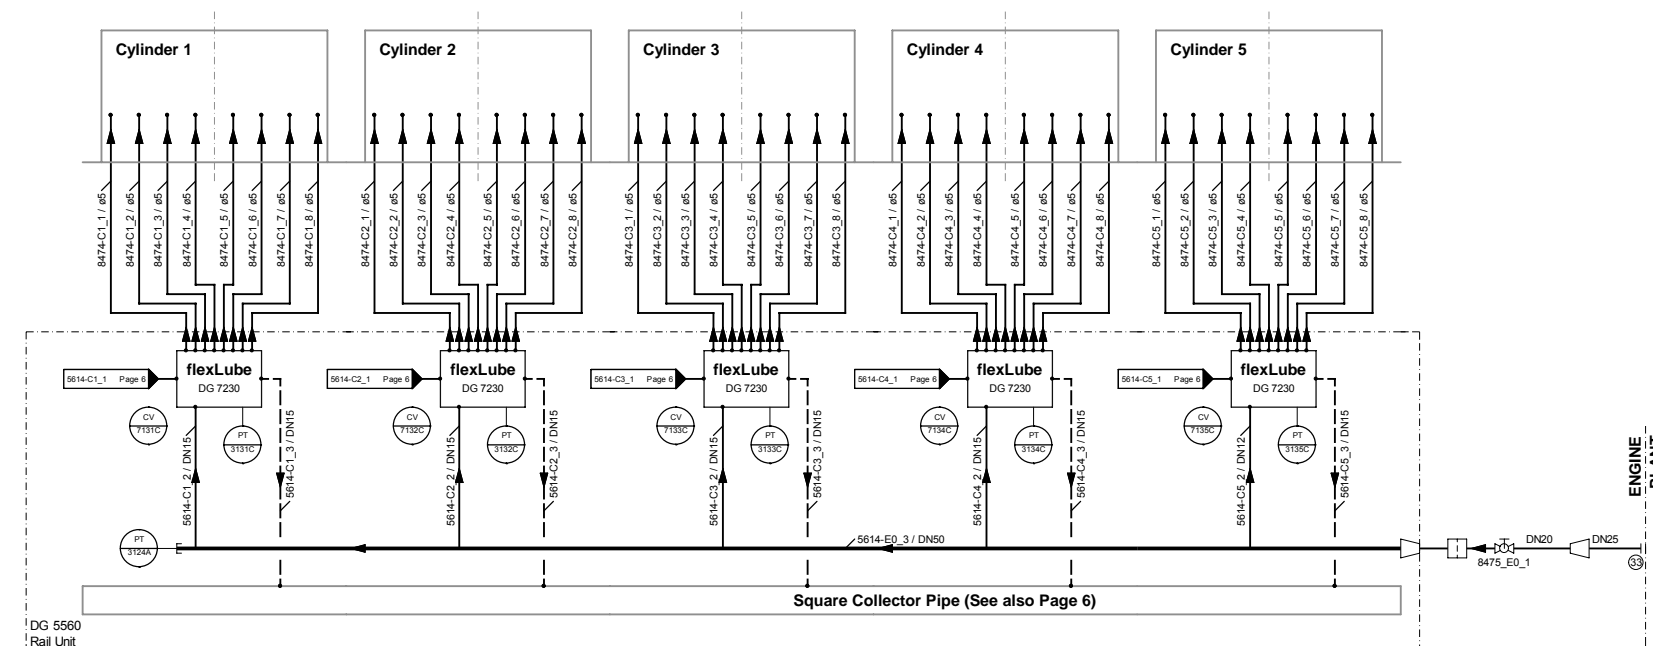 Cylinder 1
Cylinder 2
Cylinder 3
Cylinder 4
Cylinder 5
8474-C1_1 / ø5
8474-C1_2 / ø5
8474-C1_3 / ø5
8474-C1_4 / ø5
8474-C1_5 / ø5
8474-C1_6 / ø5
8474-C1_7 / ø5
8474-C1_8 / ø5
8474-C2_1 / ø5
8474-C2_2 / ø5
8474-C2_3 / ø5
8474-C2_4 / ø5
8474-C2_5 / ø5
8474-C2_6 / ø5
8474-C2_7 / ø5
8474-C2_8 / ø5
8474-C3_1 / ø5
8474-C3_2 / ø5
8474-C3_3 / ø5
8474-C3_4 / ø5
8474-C3_5 / ø5
8474-C3_6 / ø5
8474-C3_7 / ø5
8474-C3_8 / ø5
8474-C4_1 / ø5
8474-C4_2 / ø5
8474-C4_3 / ø5
8474-C4_4 / ø5
8474-C4_5 / ø5
8474-C4_6 / ø5
8474-C4_7 / ø5
8474-C4_8 / ø5
8474-C5_1 / ø5
8474-C5_2 / ø5
8474-C5_3 / ø5
8474-C5_4 / ø5
8474-C5_5 / ø5
8474-C5_6 / ø5
8474-C5_7 / ø5
8474-C5_8 / ø5
5614-C1_1 Page 6
flexLube
DG 7230
CV
7131C
PT
3131C
5614-C1_2 / DN15
5614-C1_3 / DN15
5614-C2_1 Page 6
flexLube
DG 7230
CV
7132C
PT
3132C
5614-C2_2 / DN15
5614-C2_3 / DN15
5614-C3_1 Page 6
flexLube
DG 7230
CV
7133C
PT
3133C
5614-C3_2 / DN15
5614-C3_3 / DN15
5614-C4_1 Page 6
flexLube
DG 7230
CV
7134C
PT
3134C
5614-C4_2 / DN15
5614-C4_3 / DN15
5614-C5_1 Page 6
flexLube
DG 7230
CV
7135C
PT
3135C
5614-C5_2 / DN12
5614-C5_3 / DN15
ENGINE
PT
3124A
5614-E0_3 / DN50
DN20
DN25
8475_E0_1
33
Square Collector Pipe (See also Page 6)
DG 5560
Rail Unit